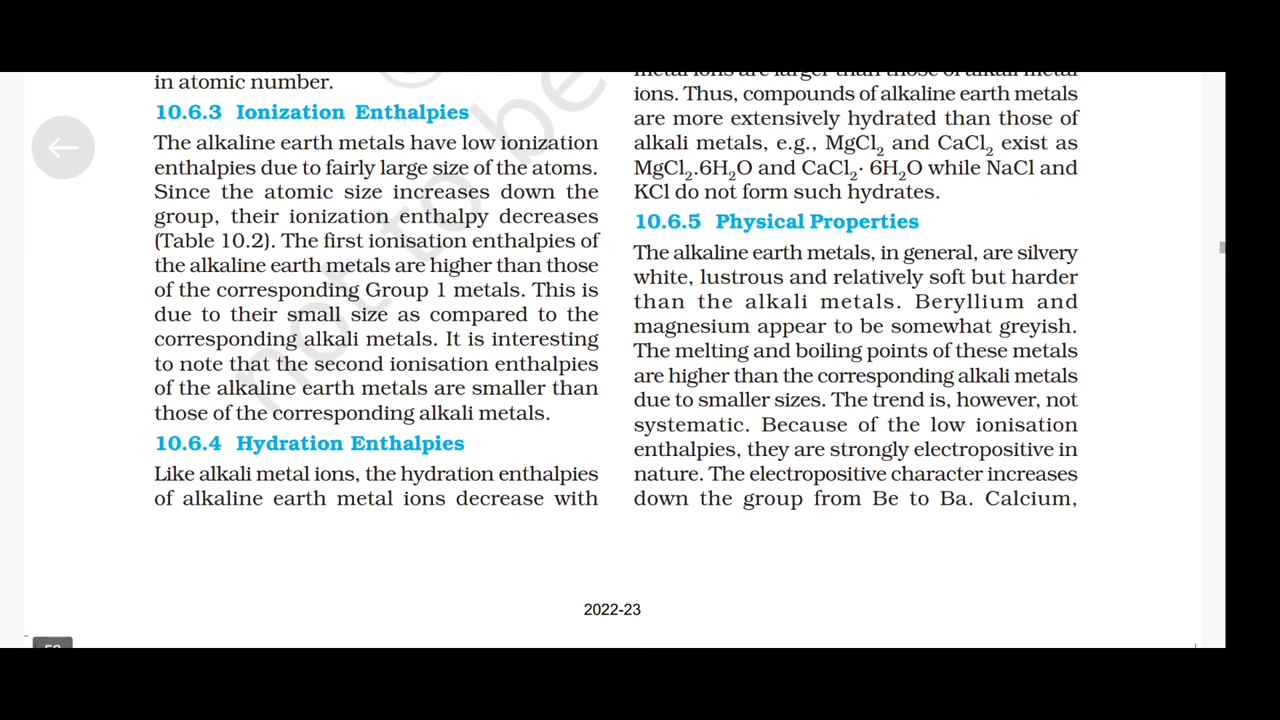 in atomic number.
10.6.3 Ionization Enthalpies
The alkaline earth metals have low ionization
enthalpies due to fairly large size of the atoms.
Since the atomic size increases down the
group, their ionization enthalpy decreases
(Table 10.2). The first ionisation enthalpies of
the alkaline earth metals are higher than those
of the corresponding Group 1 metals. This is
due to their small size as compared to the
corresponding alkali metals. It is interesting
to note that the second ionisation enthalpies
of the alkaline earth metals are smaller than
those of the corresponding alkali metals.
10.6.4 Hydration Enthalpies
Like alkali metal ions, the hydration enthalpies
of alkaline earth metal ions decrease with
metal ions are larger than those of alkali metal
ions. Thus, compounds of alkaline earth metals
are more extensively hydrated than those of
alkali metals, e.g., MgCl₂ and CaCl₂ exist as
MgCl₂.6H₂O and CaCl₂· 6H₂O while NaCl and
KCl do not form such hydrates.
10.6.5 Physical Properties
The alkaline earth metals, in general, are silvery
white, lustrous and relatively soft but harder
than the alkali metals. Beryllium and
magnesium appear to be somewhat greyish.
The melting and boiling points of these metals
are higher than the corresponding alkali metals
due to smaller sizes. The trend is, however, not
systematic. Because of the low ionisation
enthalpies, they are strongly electropositive in
nature. The electropositive character increases
down the group from Be to Ba. Calcium,
not to be
2022-23